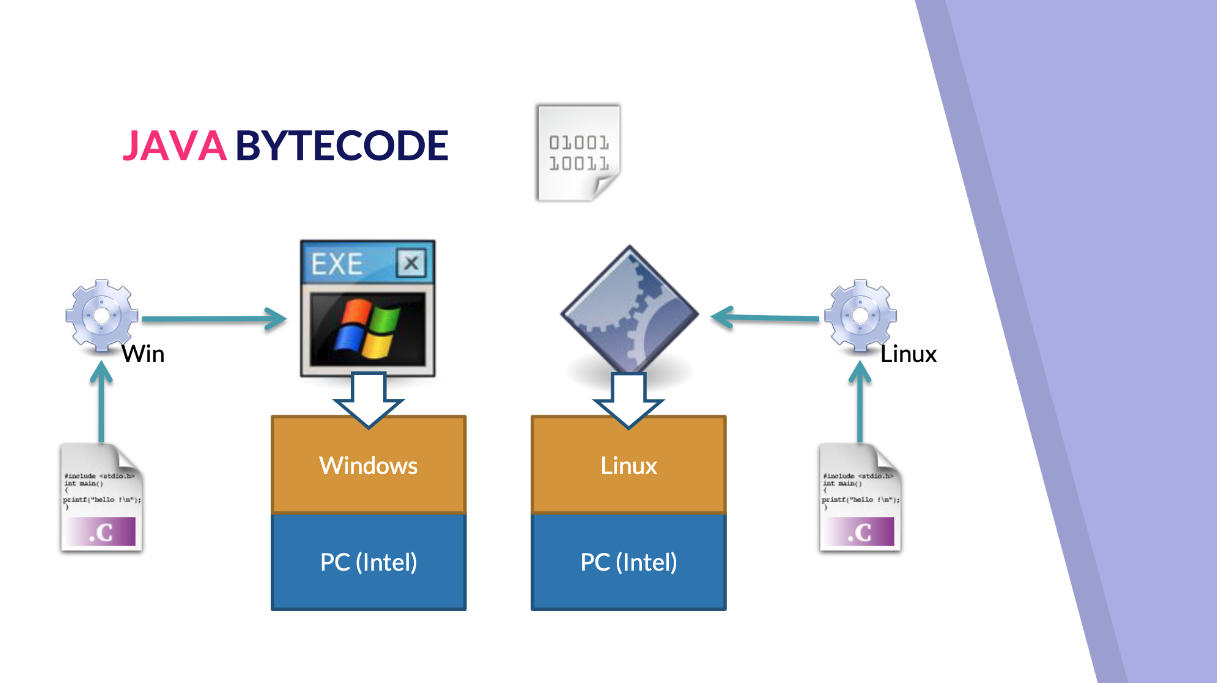 JAVA BYTECODE
01001
10011
EXE
Win
Linux
#include <stdio.h>
int main()
{
printf("hello !\n");
}
.C
Windows
PC (Intel)
Linux
PC (Intel)
#include <stdio.h>
int main()
{
printf("hello !\n");
}
.C